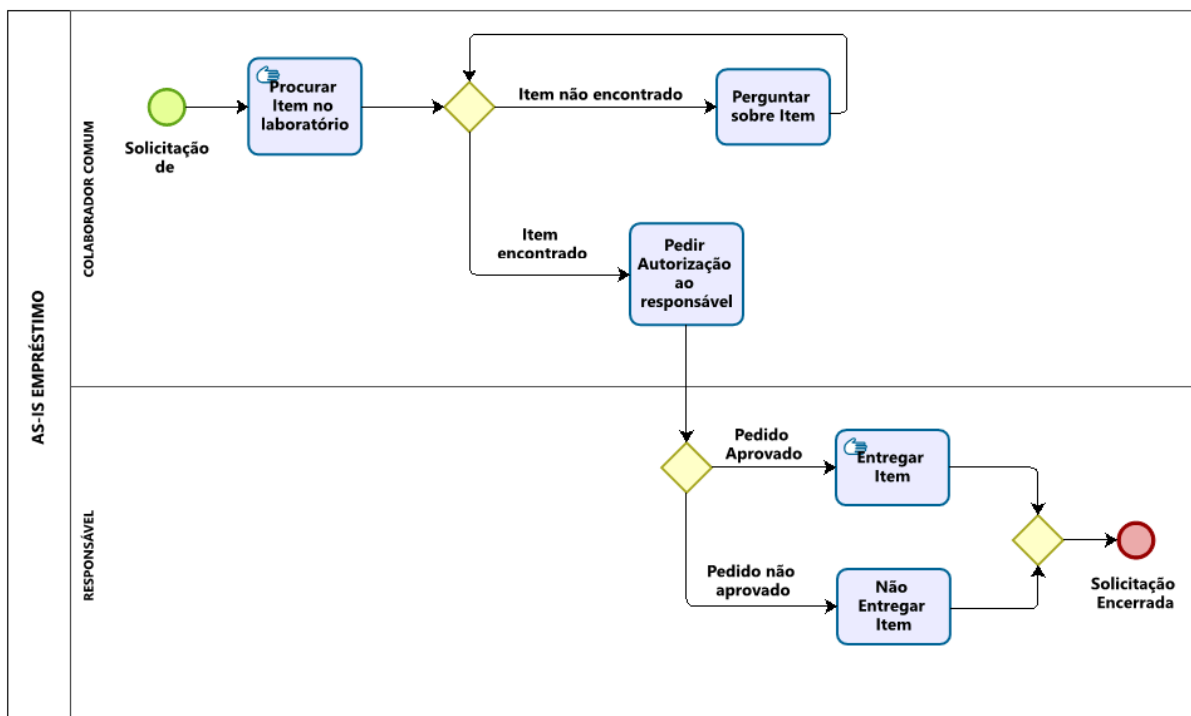 AS-IS EMPRÉSTIMO
COLABORADOR COMUM
Solicitação
de
Procurar
Item no
laboratório
Item não encontrado
Perguntar
sobre Item
Item
encontrado
Pedir
Autorização
ao
responsável
RESPONSÁVEL
Pedido
Aprovado
Entregar
Item
Pedido não
aprovado
Não
Entregar
Item
Solicitação
Encerrada